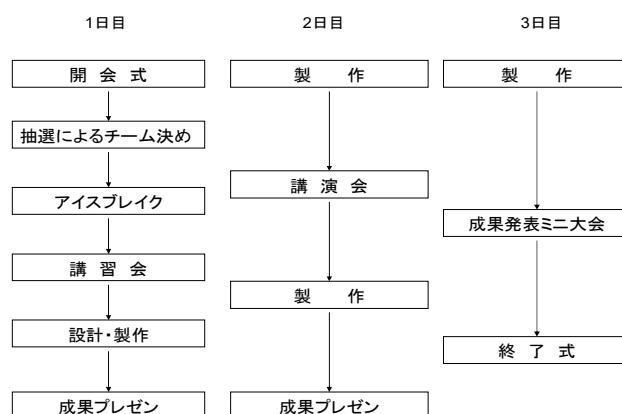 1日目
開 会 式
抽選によるチーム決め
アイスブレイク
講 習 会
設計・製作
成果プレゼン
2日目
製 作
講 演 会
製 作
成果プレゼン
3日目
製 作
成果発表ミニ大会
終 了 式